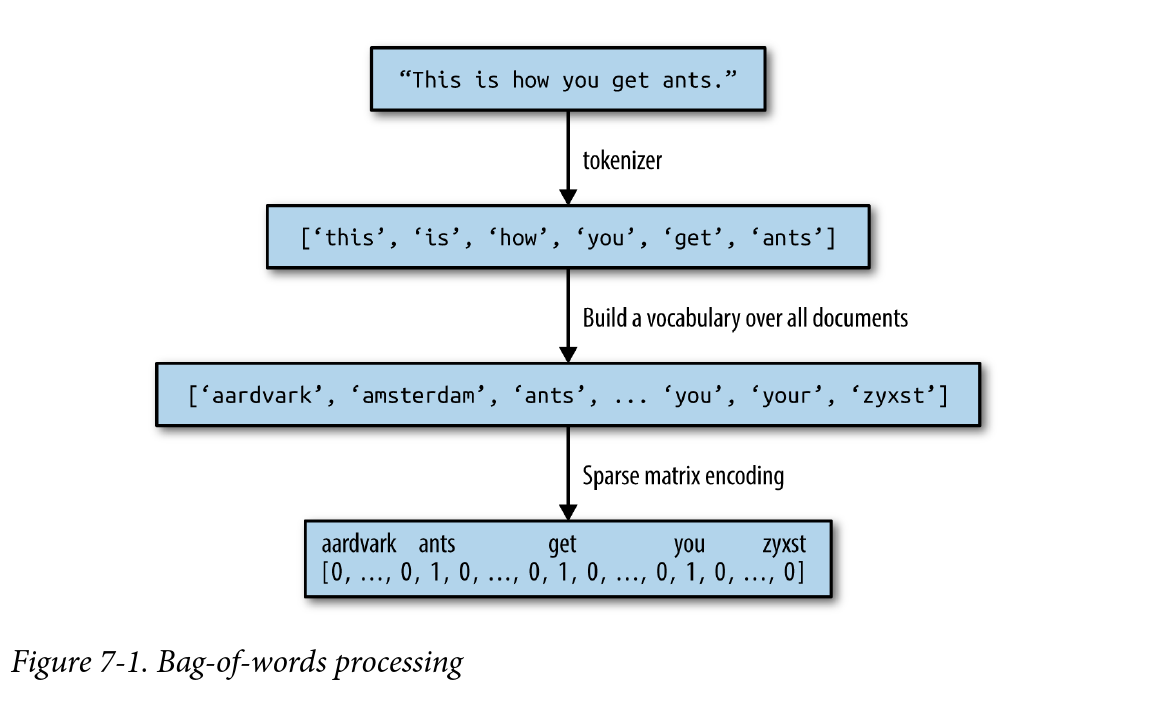 “This is how you get ants.”
tokenizer
[‘this’, ‘is’, ‘how’, ‘you’, ‘get’, ‘ants’]
Build a vocabulary over all documents
[‘aardvark’, ‘amsterdam’, ‘ants’, ... ‘you’, ‘your’, ‘zyxst’]
Sparse matrix encoding
aardvark ants get you zyxst
[0, ..., 0, 1, 0, ..., 0, 1, 0, ..., 0, 1, 0, ..., 0]
Figure 7-1. Bag-of-words processing